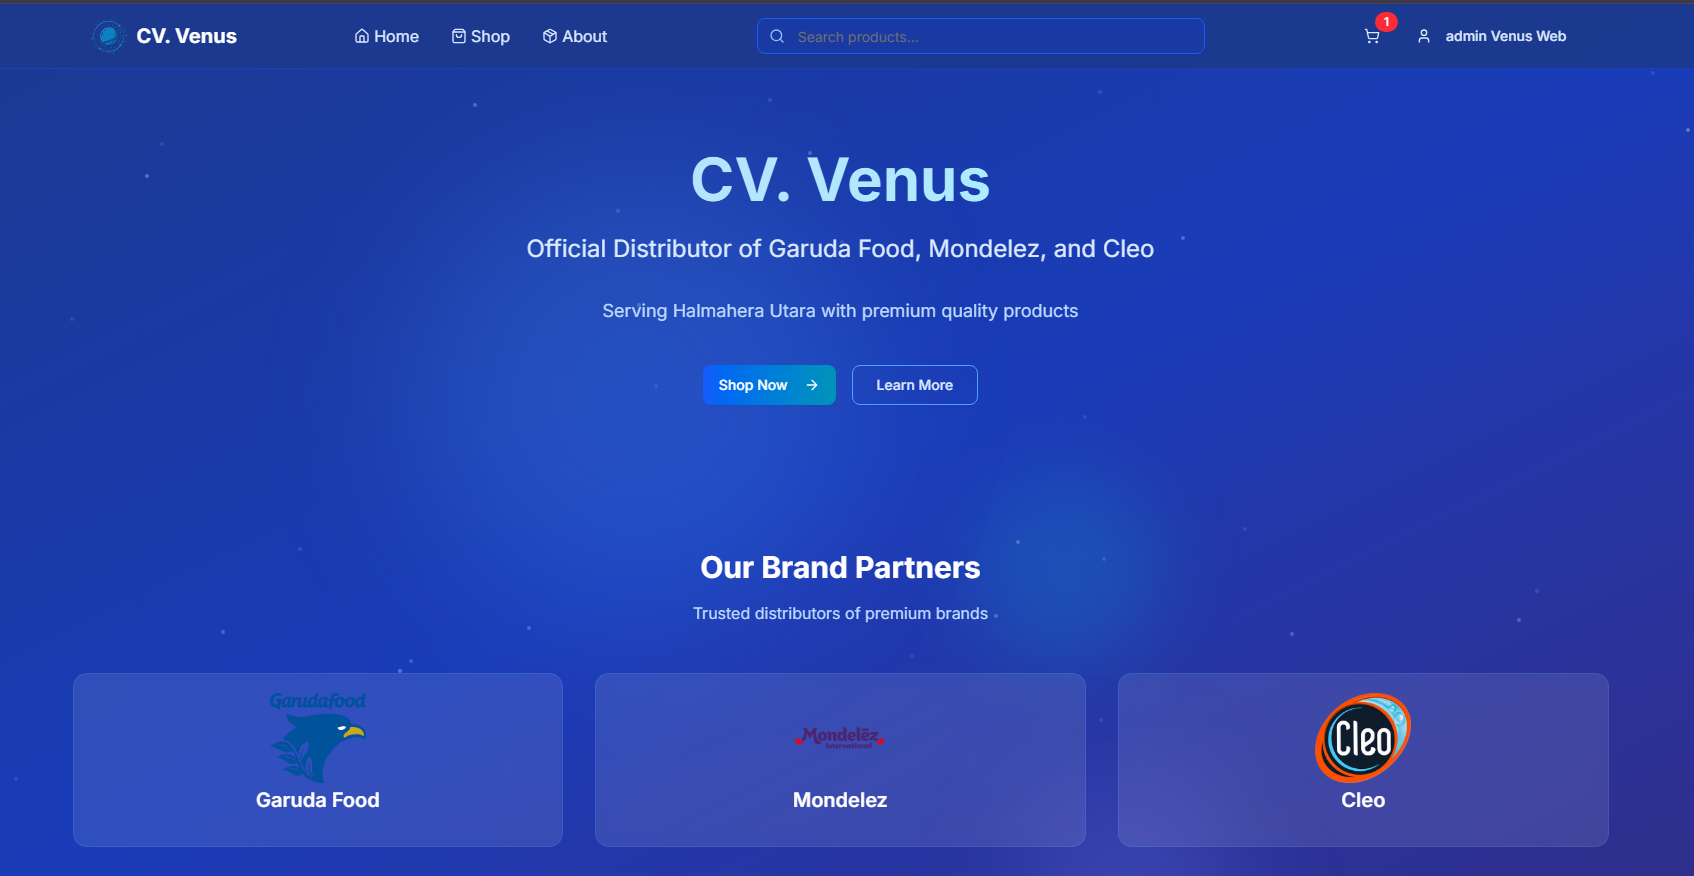 CV. Venus
Home
Shop
About
Search products...
1
admin Venus Web
CV. Venus
Official Distributor of Garuda Food, Mondelez, and Cleo
Serving Halmahera Utara with premium quality products
Shop Now
Learn More
Our Brand Partners
Trusted distributors of premium brands
Garudafood
Garuda Food
Mondelēz
International
Mondelez
Cleo
Cleo